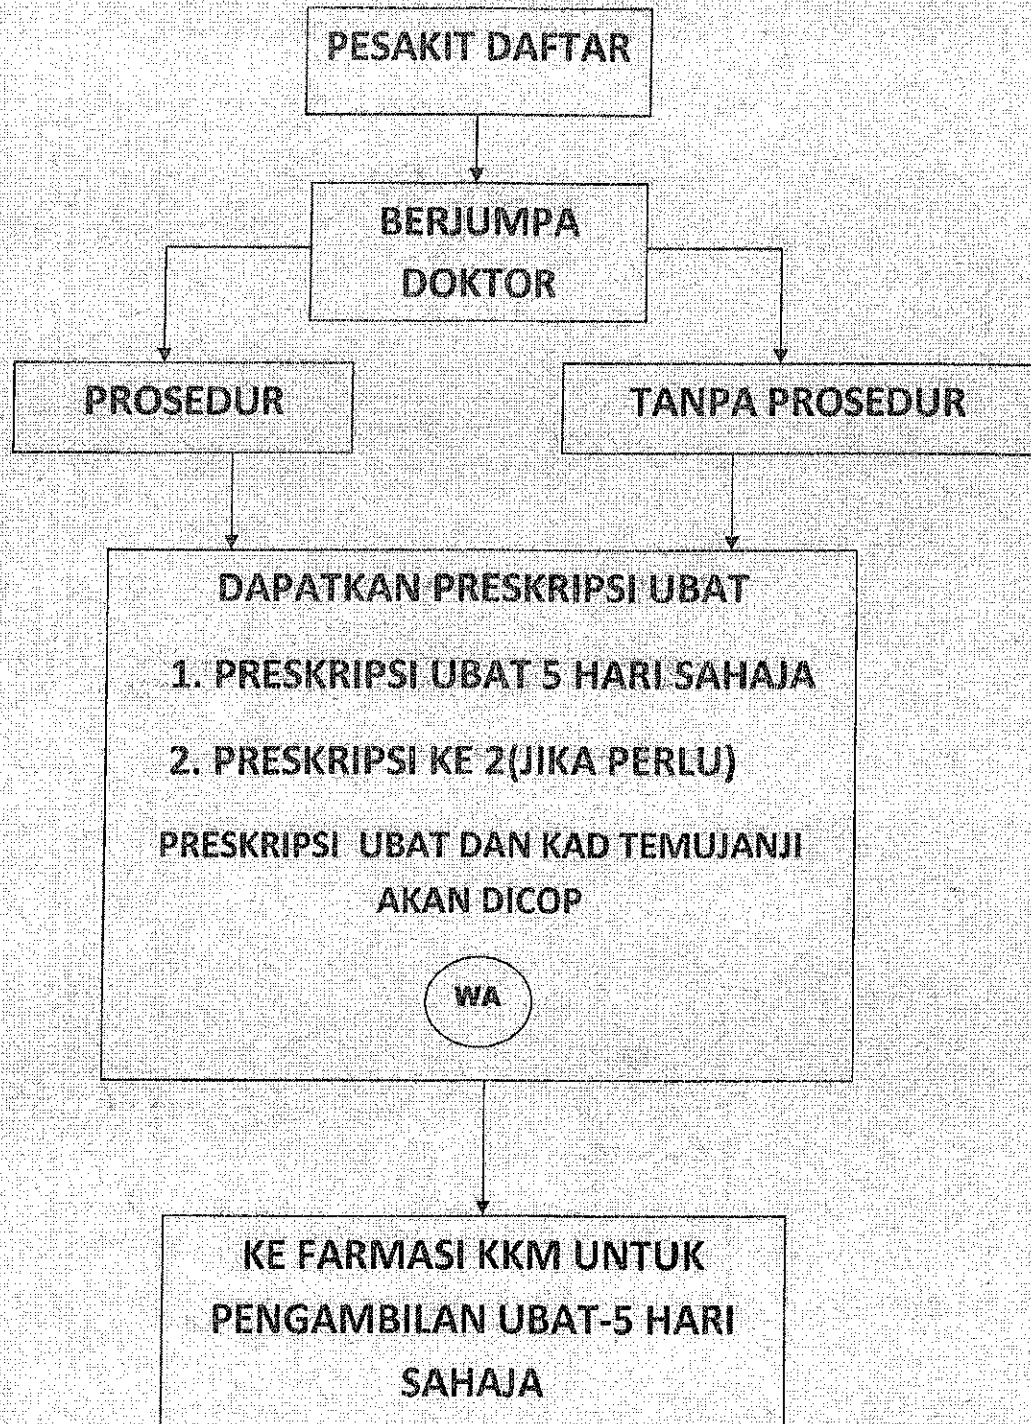 PESAKIT DAFTAR
BERJUMPA
DOKTOR
PROSEDUR
TANPA PROSEDUR
DAPATKAN PRESKRIPSI UBAT
1. PRESKRIPSI UBAT 5 HARI SAHAJA
2. PRESKRIPSI KE 2(JIKA PERLU)
PRESKRIPSI UBAT DAN KAD TEMUJANJI
AKAN DICOP
WA
KE FARMASI KKM UNTUK
PENGAMBILAN UBAT-5 HARI
SAHAJA